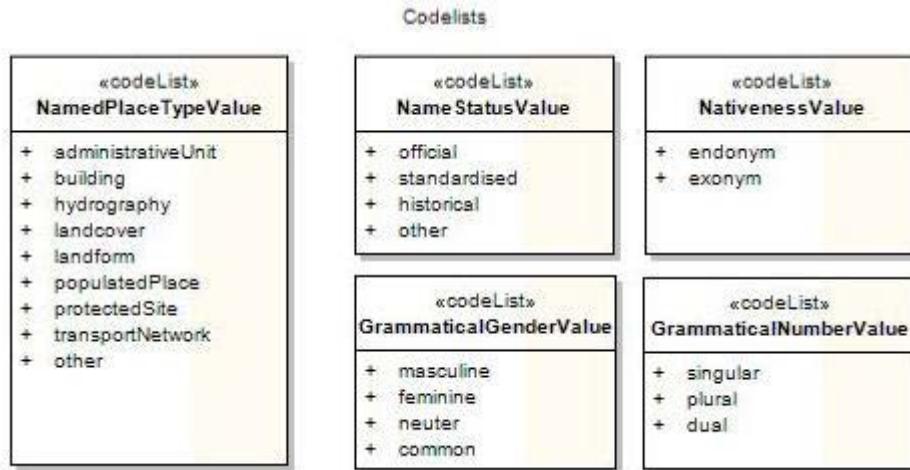 Codelists
«codeList»
NamedPlaceTypeValue
+ administrativeUnit
+ building
+ hydrography
+ landcover
+ landform
+ populatedPlace
+ protectedSite
+ transportNetwork
+ other
«codeList»
NameStatusValue
+ official
+ standardised
+ historical
+ other
«codeList»
NativenessValue
+ endonym
+ exonym
«codeList»
GrammaticalGenderValue
+ masculine
+ feminine
+ neuter
+ common
«codeList»
GrammaticalNumberValue
+ singular
+ plural
+ dual